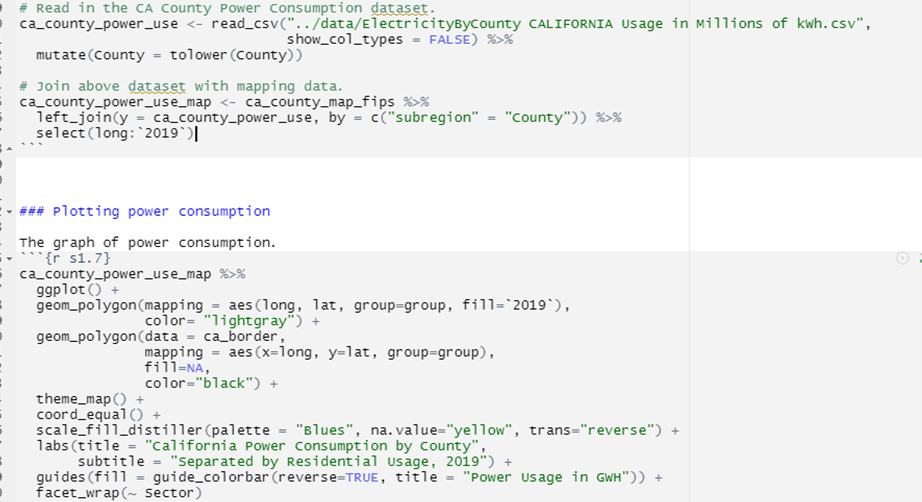 # Read in the CA County Power Consumption dataset.
ca_county_power_use <- read_csv("../data/ElectricityByCounty CALIFORNIA Usage in Millions of kwh.csv",
                                show_col_types = FALSE) %>%
  mutate(County = tolower(County))

# Join above dataset with mapping data.
ca_county_power_use_map <- ca_county_map_fips %>%
  left_join(y = ca_county_power_use, by = c("subregion" = "County")) %>%
  select(long:`2019`)
```

### Plotting power consumption

The graph of power consumption.
```{r s1.7}
ca_county_power_use_map %>%
  ggplot() +
  geom_polygon(mapping = aes(long, lat, group=group, fill=`2019`),
               color= "lightgray") +
  geom_polygon(data = ca_border,
               mapping = aes(x=long, y=lat, group=group),
               fill=NA,
               color="black") +
  theme_map() +
  coord_equal() +
  scale_fill_distiller(palette = "Blues", na.value="yellow", trans="reverse") +
  labs(title = "California Power Consumption by County",
       subtitle = "Separated by Residential Usage, 2019") +
  guides(fill = guide_colorbar(reverse=TRUE, title = "Power Usage in GWH")) +
  facet_wrap(~ Sector)